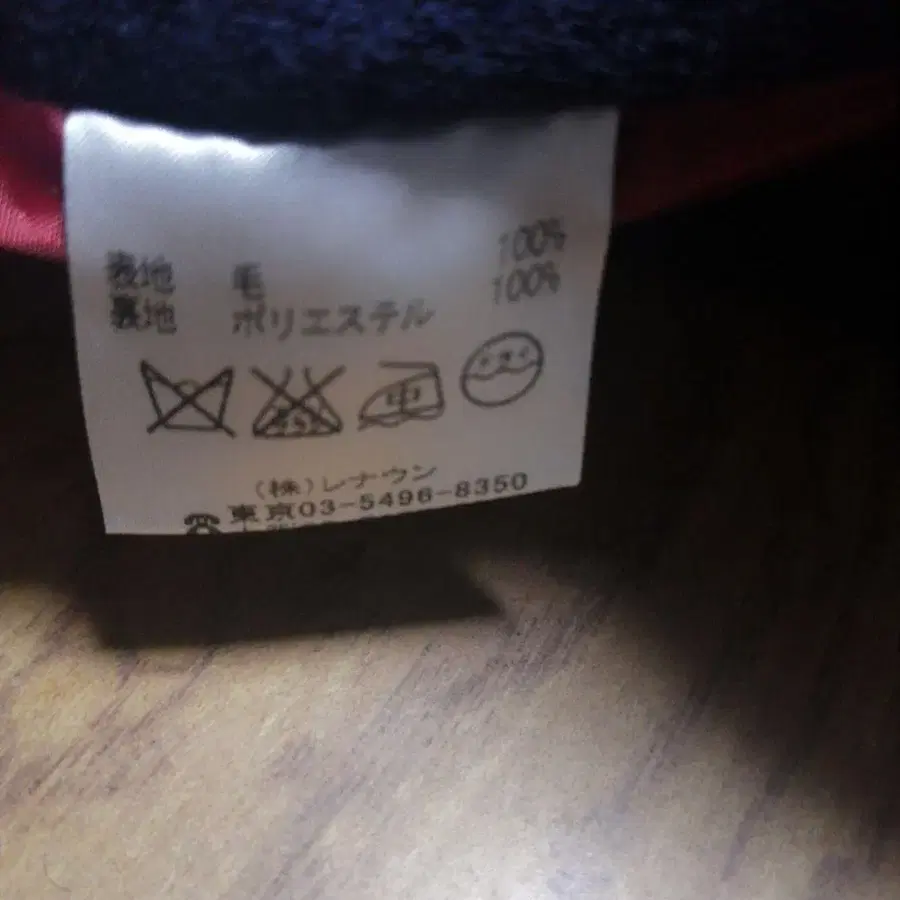 表地 毛 100%
裏地 ポリエステル 100%
中
(株)レナウン
☎ 東京03-5496-8350